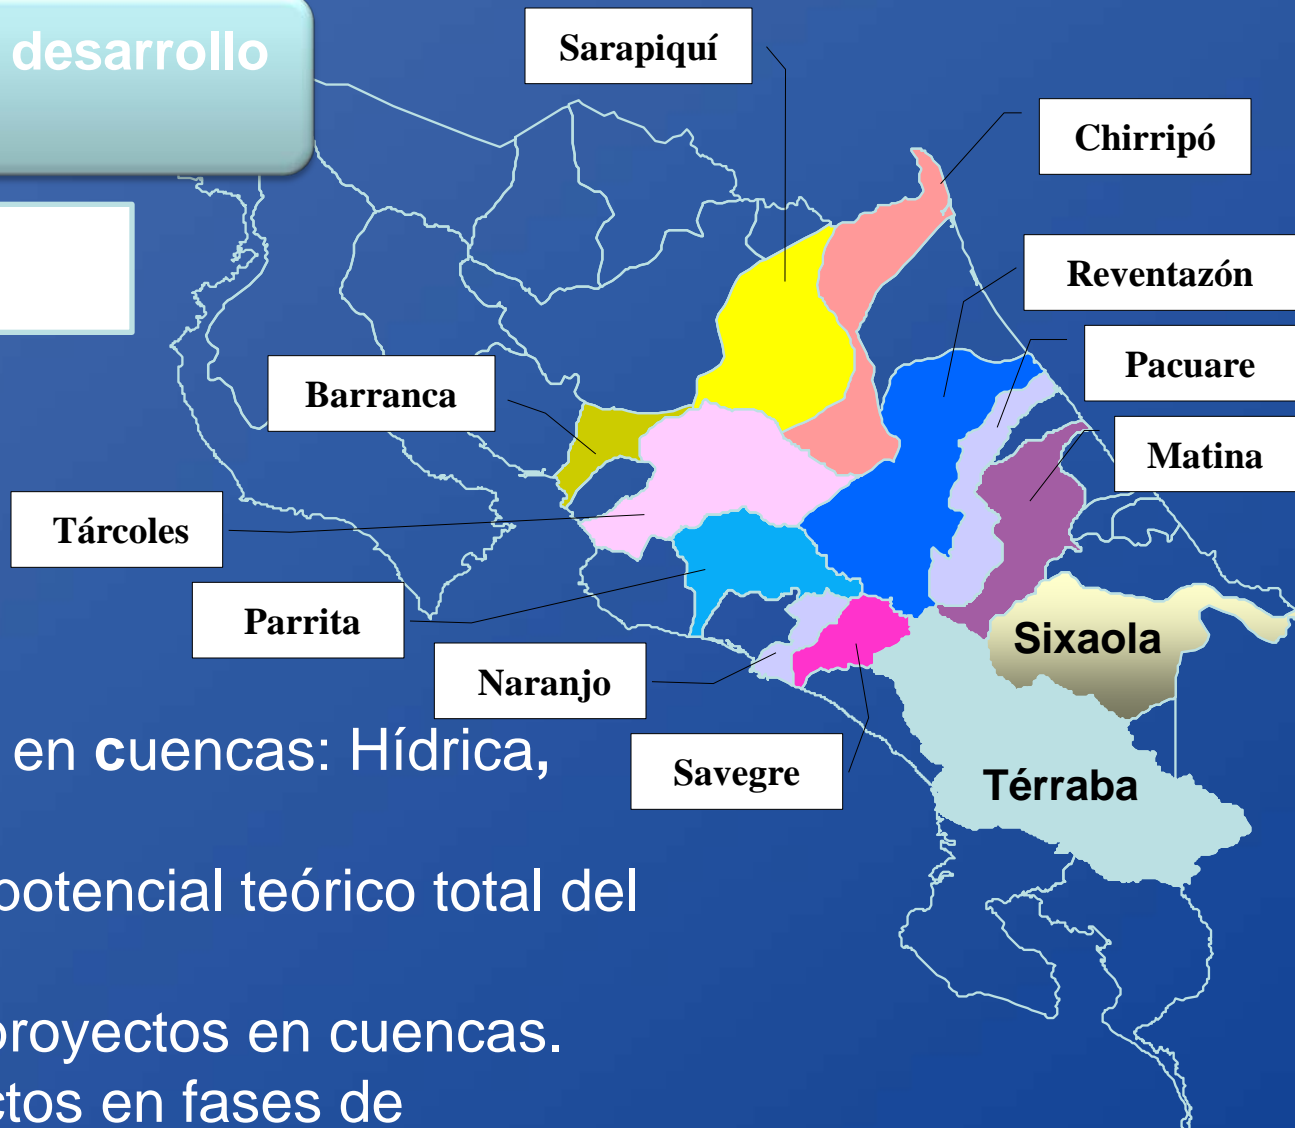 desarrollo
Sarapiquí
Chirripó
Reventazón
Pacuare
Barranca
Matina
Tárcoles
Parrita
Sixaola
Naranjo
en cuencas: Hídrica,
Savegre
Térraba
potencial teórico total del
proyectos en cuencas.
ctos en fases de